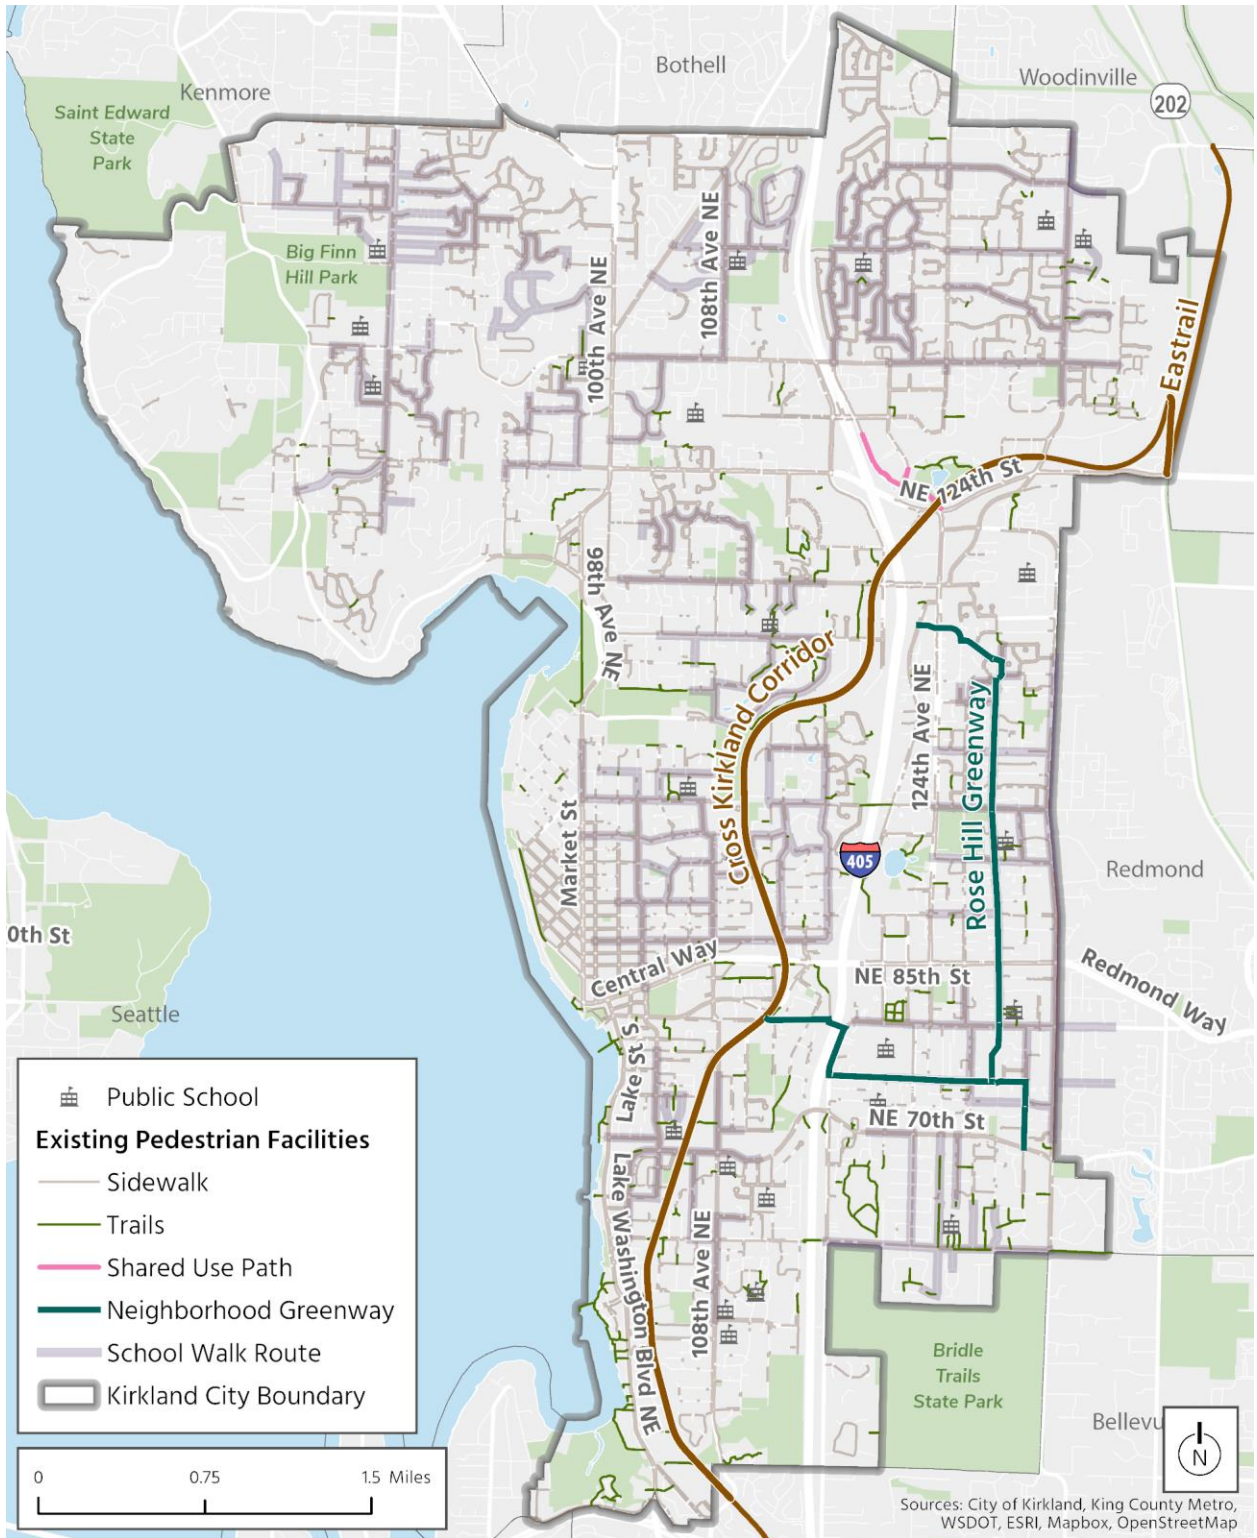 Bothell
Woodinville
Kenmore
202
Saint Edward
State
Park
Big Finn
Hill Park
100th Ave NE
108th Ave NE
Eastrail
NE 124th St
98th Ave NE
Cross Kirkland Corridor
124th Ave NE
Rose Hill Greenway
Market St
405
Redmond
0th St
Central Way
NE 85th St
Redmond Way
Seattle
Lake St S
NE 70th St
Lake Washington Blvd NE
108th Ave NE
Bridle
Trails
State Park
Bellevu
Public School
Existing Pedestrian Facilities
Sidewalk
Trails
Shared Use Path
Neighborhood Greenway
School Walk Route
Kirkland City Boundary
0 0.75 1.5 Miles
N
Sources: City of Kirkland, King County Metro,
WSDOT, ESRI, Mapbox, OpenStreetMap